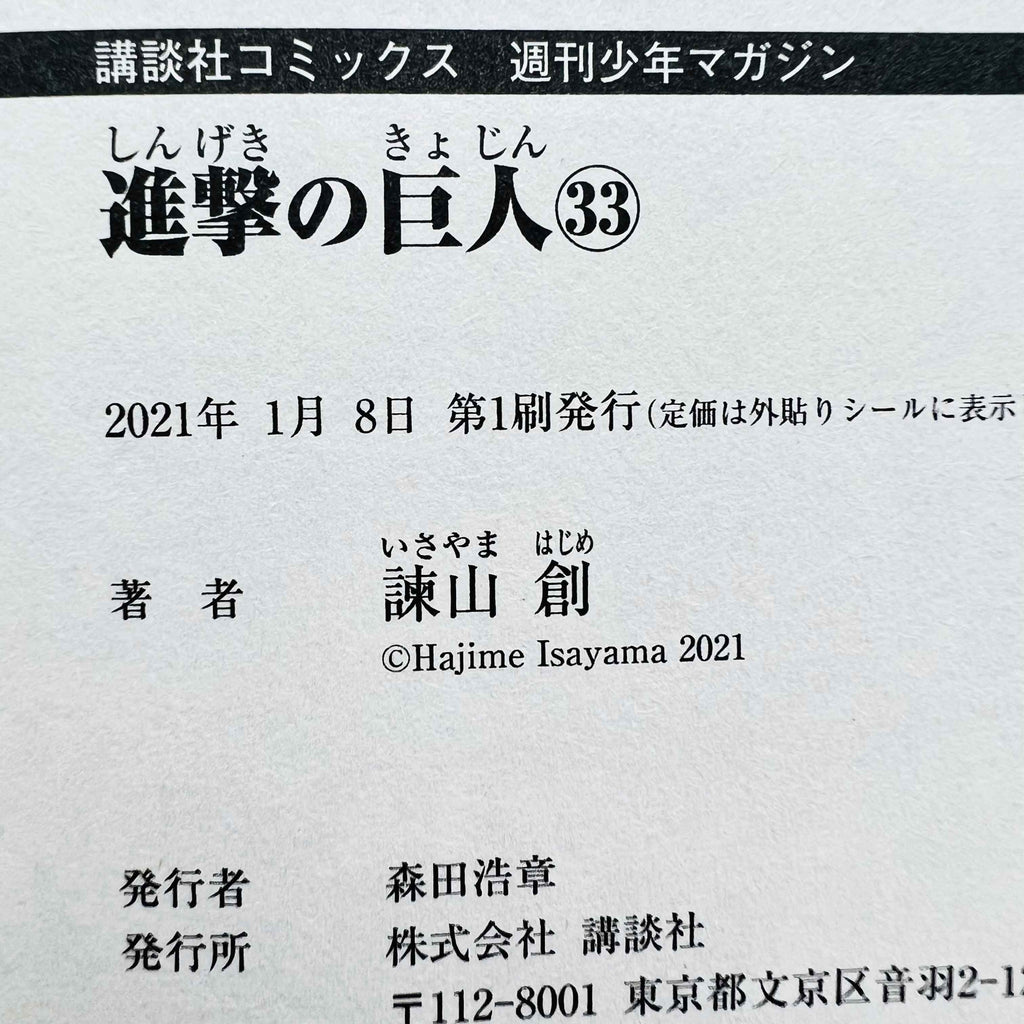 講談社コミックス　週刊少年マガジン
しんげき　きょじん
進撃の巨人㉝
2021年 1月 8日 第1刷発行(定価は外貼りシールに表示
いさやま　はじめ
著　者　諫山 創
©Hajime Isayama 2021
発行者　森田浩章
発行所　株式会社 講談社
〒112-8001 東京都文京区音羽2-12